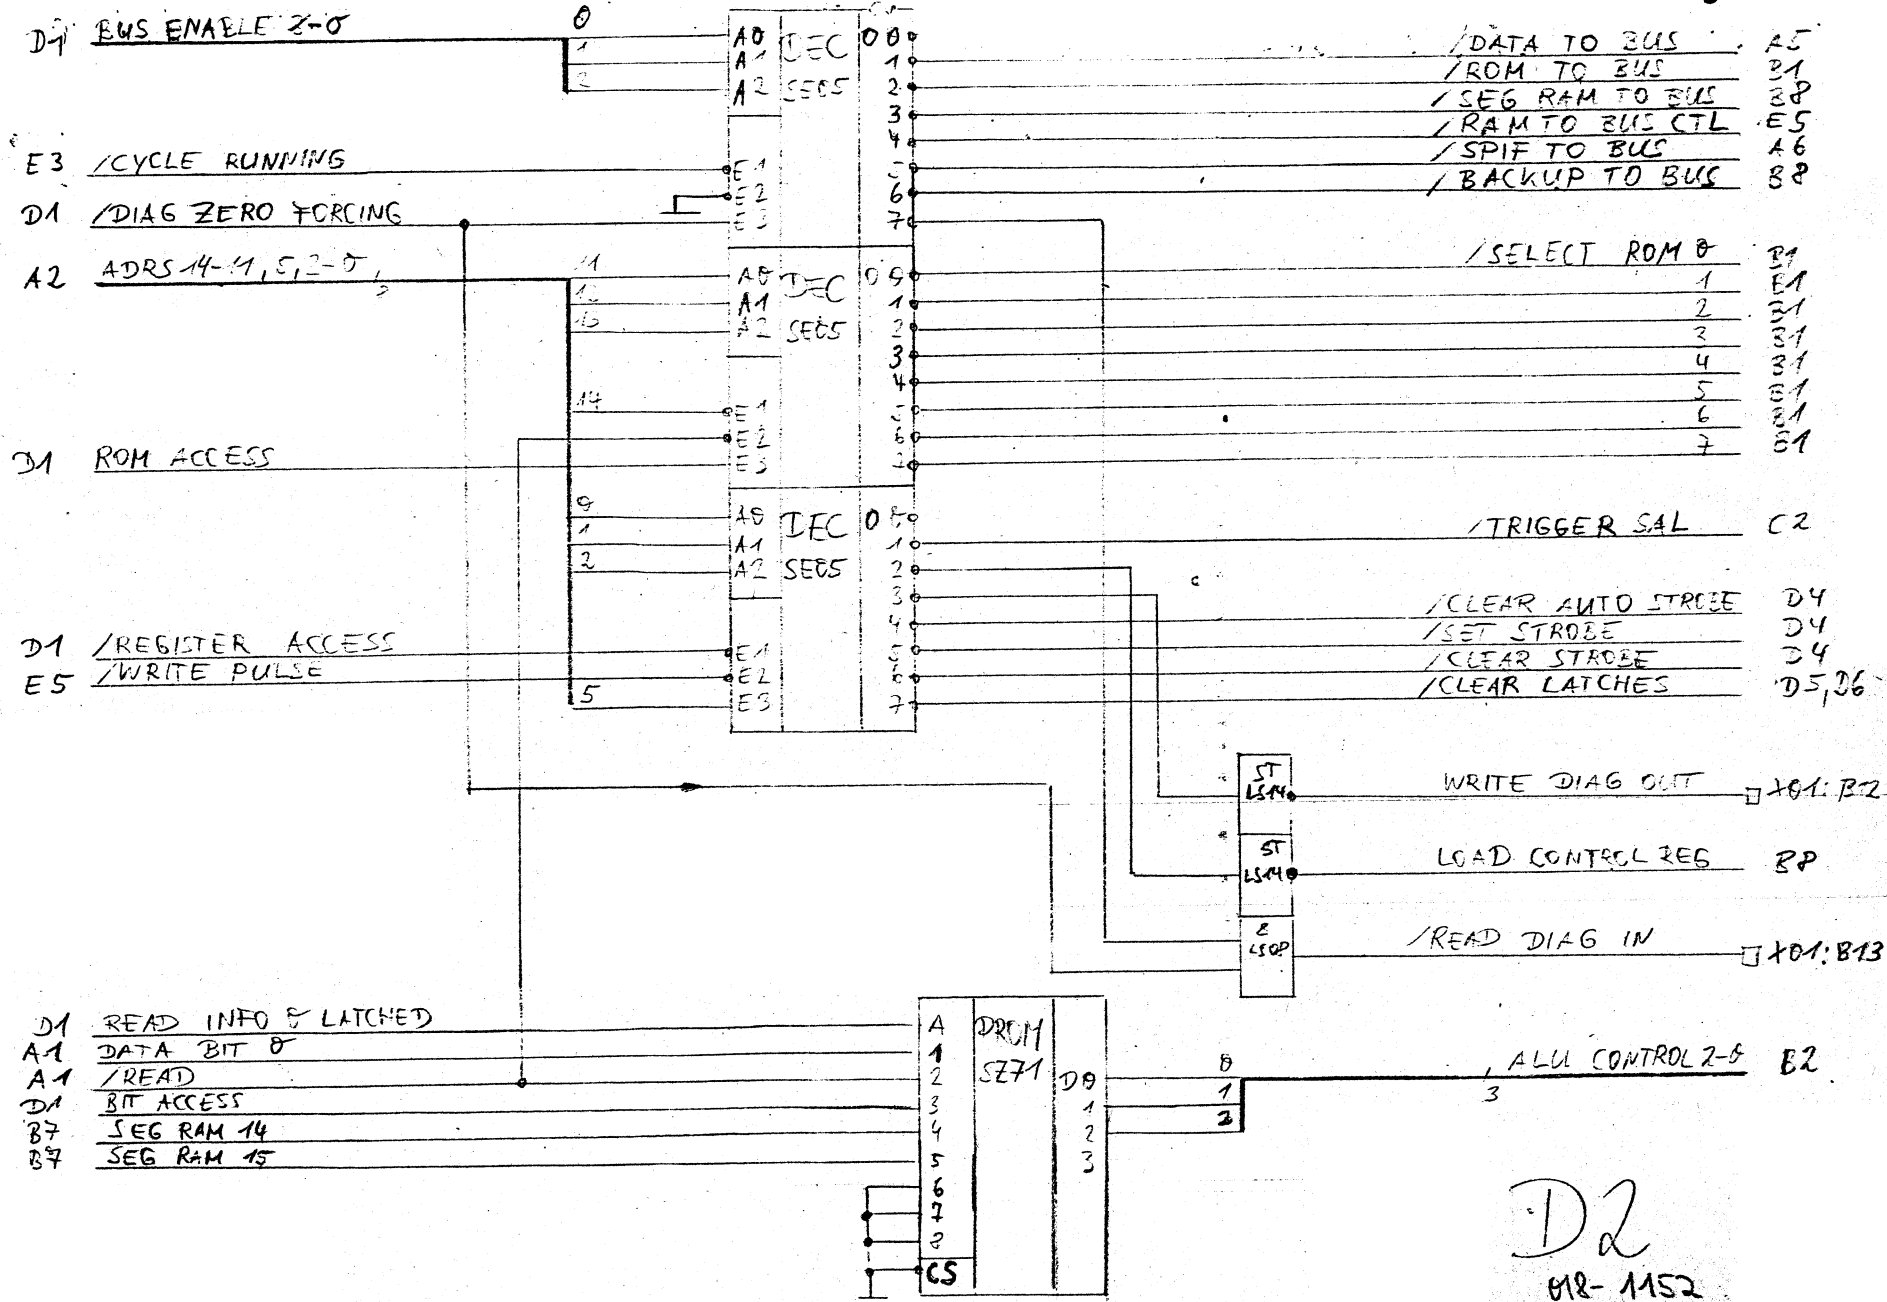 D1 BUS ENABLE 2-0
0
1
2
A0 DEC O 0
A1 1
A2 SE05 2
3
4
5
E1
E2 6
E3 7
/DATA TO BUS A5
/ROM TO BUS B1
/SEG RAM TO BUS B8
/RAM TO BUS CTL E5
/SPIF TO BUS A6
/BACKUP TO BUS B8
E3 /CYCLE RUNNING
D1 /DIAG ZERO FORCING
A2 ADRS 14-11, 5, 2-0
11
12
13
14
A0 DEC O 0
A1 1
A2 SE05 2
3
4
E1 5
E2 6
E3 7
/SELECT ROM 0 B1
1 B1
2 B1
3 B1
4 B1
5 B1
6 B1
7 B1
D1 ROM ACCESS
0
1
2
5
A0 DEC O 0
A1 1
A2 SE05 2
3
4
E1 5
E2 6
E3 7
/TRIGGER SAL C2
/CLEAR AUTO STROBE D4
/SET STROBE D4
/CLEAR STROBE D4
/CLEAR LATCHES D5, D6
D1 /REGISTER ACCESS
E5 /WRITE PULSE
ST
LS14
WRITE DIAG OUT X01:B12
ST
LS14
LOAD CONTROL REG B8
&
LS08
/READ DIAG IN X01:B13
D1 READ INFO 0 LATCHED
A1 DATA BIT 0
A1 /READ
D1 BIT ACCESS
B7 SEG RAM 14
B7 SEG RAM 15
A DROM
1
2 SZ71 D0
3 1
4 2
5 3
6
7
8
CS
0
1
2
3
ALU CONTROL 2-0 B2
D2
018-1152